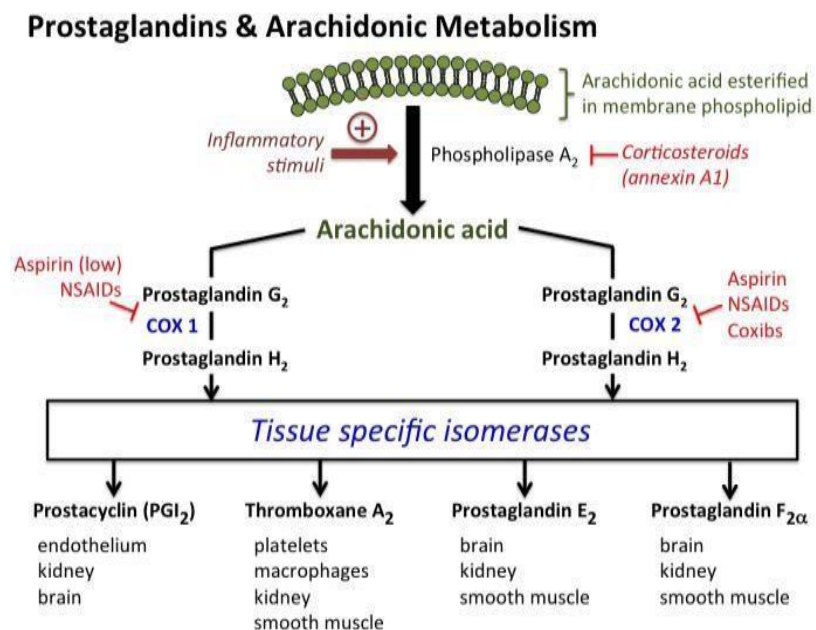 Prostaglandins & Arachidonic Metabolism
Arachidonic acid esterified
in membrane phospholipid
+
Inflammatory
stimuli
Phospholipase A2
Corticosteroids
(annexin A1)
Arachidonic acid
Aspirin (low)
NSAIDs
Prostaglandin G2
COX 1
Prostaglandin H2
Prostaglandin G2
COX 2
Prostaglandin H2
Aspirin
NSAIDs
Coxibs
Tissue specific isomerases
Prostacyclin (PGI2)
endothelium
kidney
brain
Thromboxane A2
platelets
macrophages
kidney
smooth muscle
Prostaglandin E2
brain
kidney
smooth muscle
Prostaglandin F2α
brain
kidney
smooth muscle